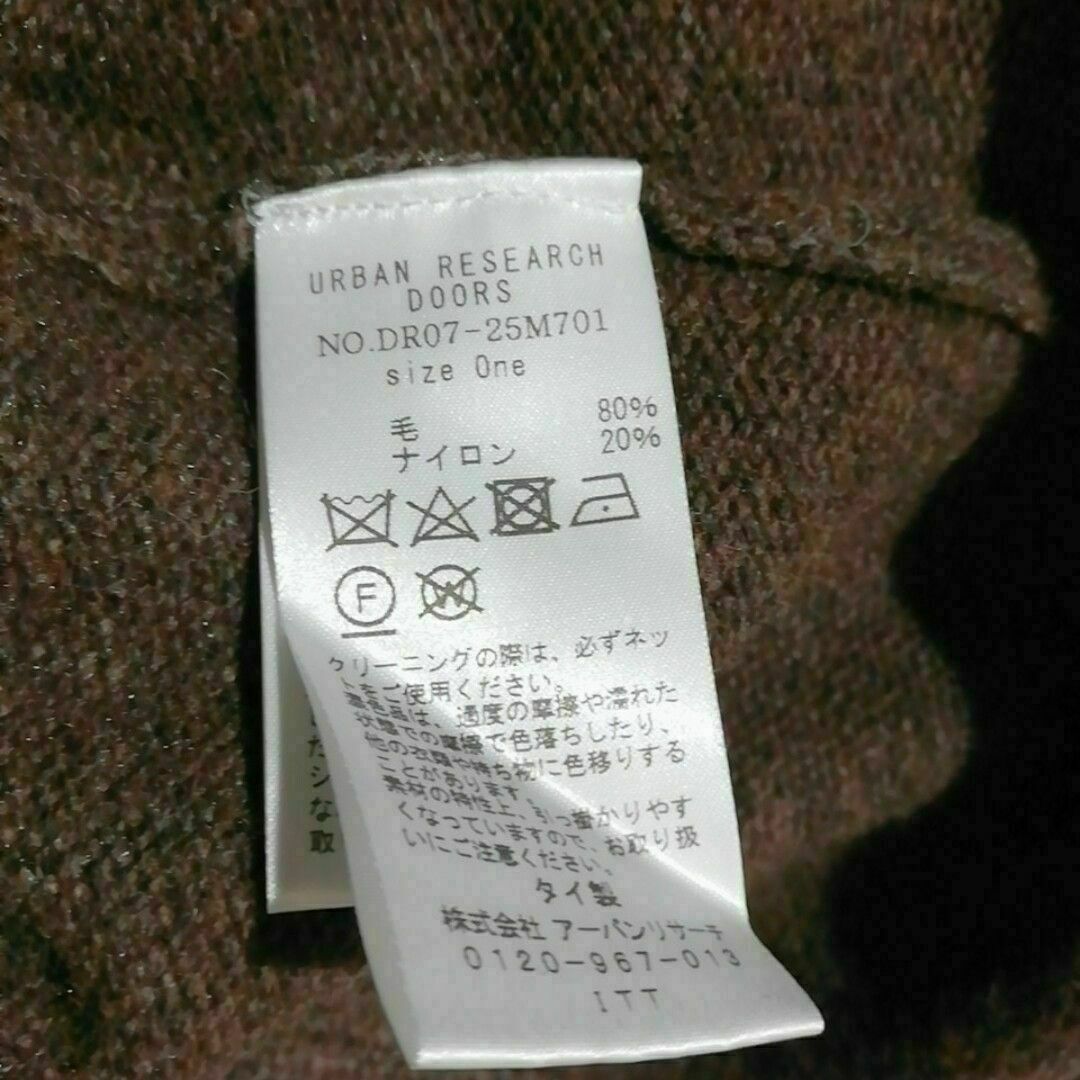 URBAN RESEARCH
DOORS
NO.DR07-25M701
size One
毛 80%
ナイロン 20%
F
W
クリーニングの際は、必ずネッ
トをご使用ください。
濃色品は、過度の摩擦や濡れた
状態での摩擦で色落ちしたり、
他の衣類や持ち物に色移りする
ことがあります。
素材の特性上、引っ掛かりやす
くなっていますので、お取り扱
いにご注意ください。
タイ製
株式会社 アーバンリサーチ
0120-967-013
ITT
た
シ
な
取